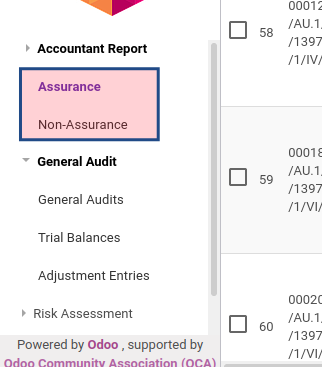 Accountant Report
Assurance
Non-Assurance
General Audit
General Audits
Trial Balances
Adjustment Entries
Risk Assessment
Powered by Odoo , supported by
Odoo Community Association (OCA)
00012
58
/AU.1,
/1397
/1/IV/
00018
59
/AU.1,
/1397
/1/VI/
00020
60
/AU.1,
/1397
/1/VI/